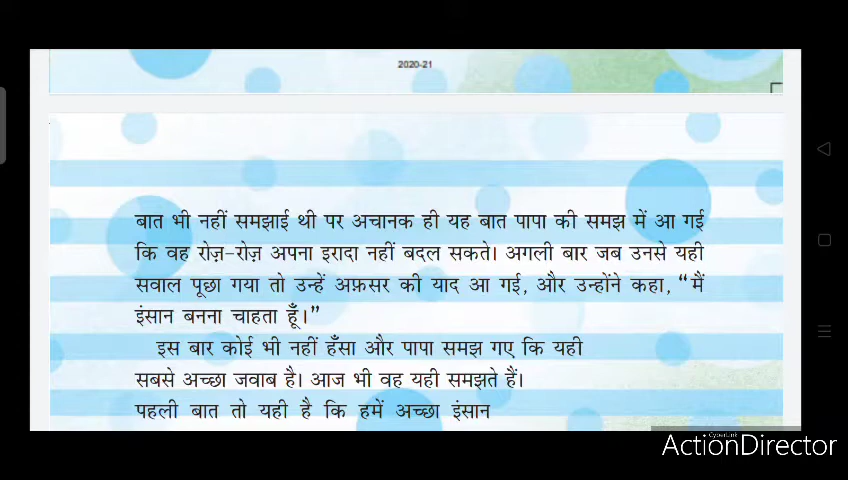 2020-21
बात भी नहीं समझाई थी पर अचानक ही यह बात पापा की समझ में आ गई
कि वह रोज़-रोज़ अपना इरादा नहीं बदल सकते। अगली बार जब उनसे यही
सवाल पूछा गया तो उन्हें अफ़सर की याद आ गई, और उन्होंने कहा, “मैं
इंसान बनना चाहता हूँ।”
इस बार कोई भी नहीं हँसा और पापा समझ गए कि यही
सबसे अच्छा जवाब है। आज भी वह यही समझते हैं।
पहली बात तो यही है कि हमें अच्छा इंसान
CyberLink
ActionDirector